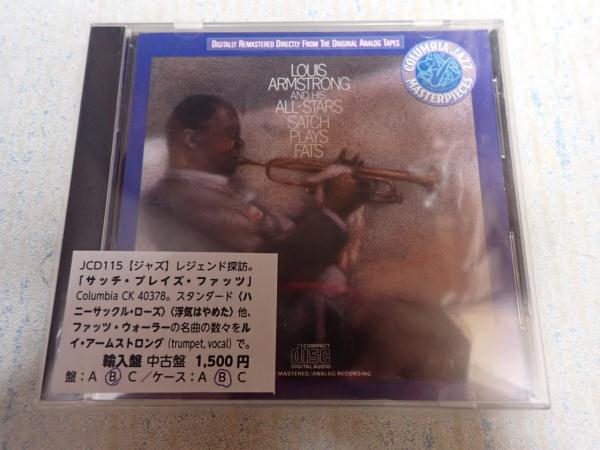 DIGITALLY REMASTERED DIRECTLY FROM THE ORIGINAL ANALOG TAPES
COLUMBIA JAZZ
MASTERPIECES
LOUIS
ARMSTRONG
AND HIS
ALL-STARS
SATCH
PLAYS
FATS
JCD115【ジャズ】レジェンド探訪。
「サッチ・プレイズ・ファッツ」
Columbia CK 40378。スタンダード〈ハ
ニーサックル・ローズ〉〈浮気はやめた〉他、
ファッツ・ウォーラーの名曲の数々をル
イ・アームストロング (trumpet, vocal) で。
輸入盤 中古盤 1,500円
盤：A B C／ケース：A B C
COMPACT
disc
DIGITAL AUDIO
MASTERED/ANALOG RECORDING